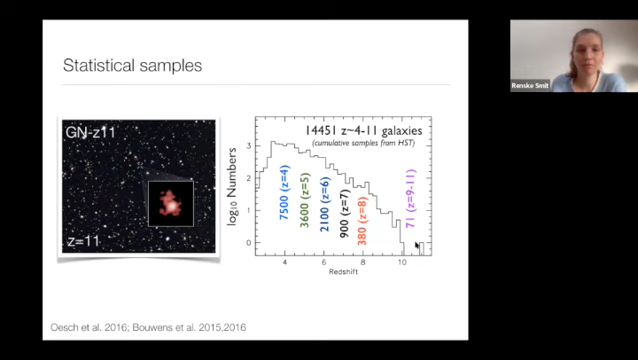 Statistical samples
Renske Smit
GN-z11
z=11
14451 z~4-11 galaxies
(cumulative samples from HST)
log10 Numbers
3
2
1
0
7500 (z=4)
3600 (z=5)
2100 (z=6)
900 (z=7)
380 (z=8)
71 (z=9-11)
4
6
8
10
Redshift
Oesch et al. 2016; Bouwens et al. 2015,2016